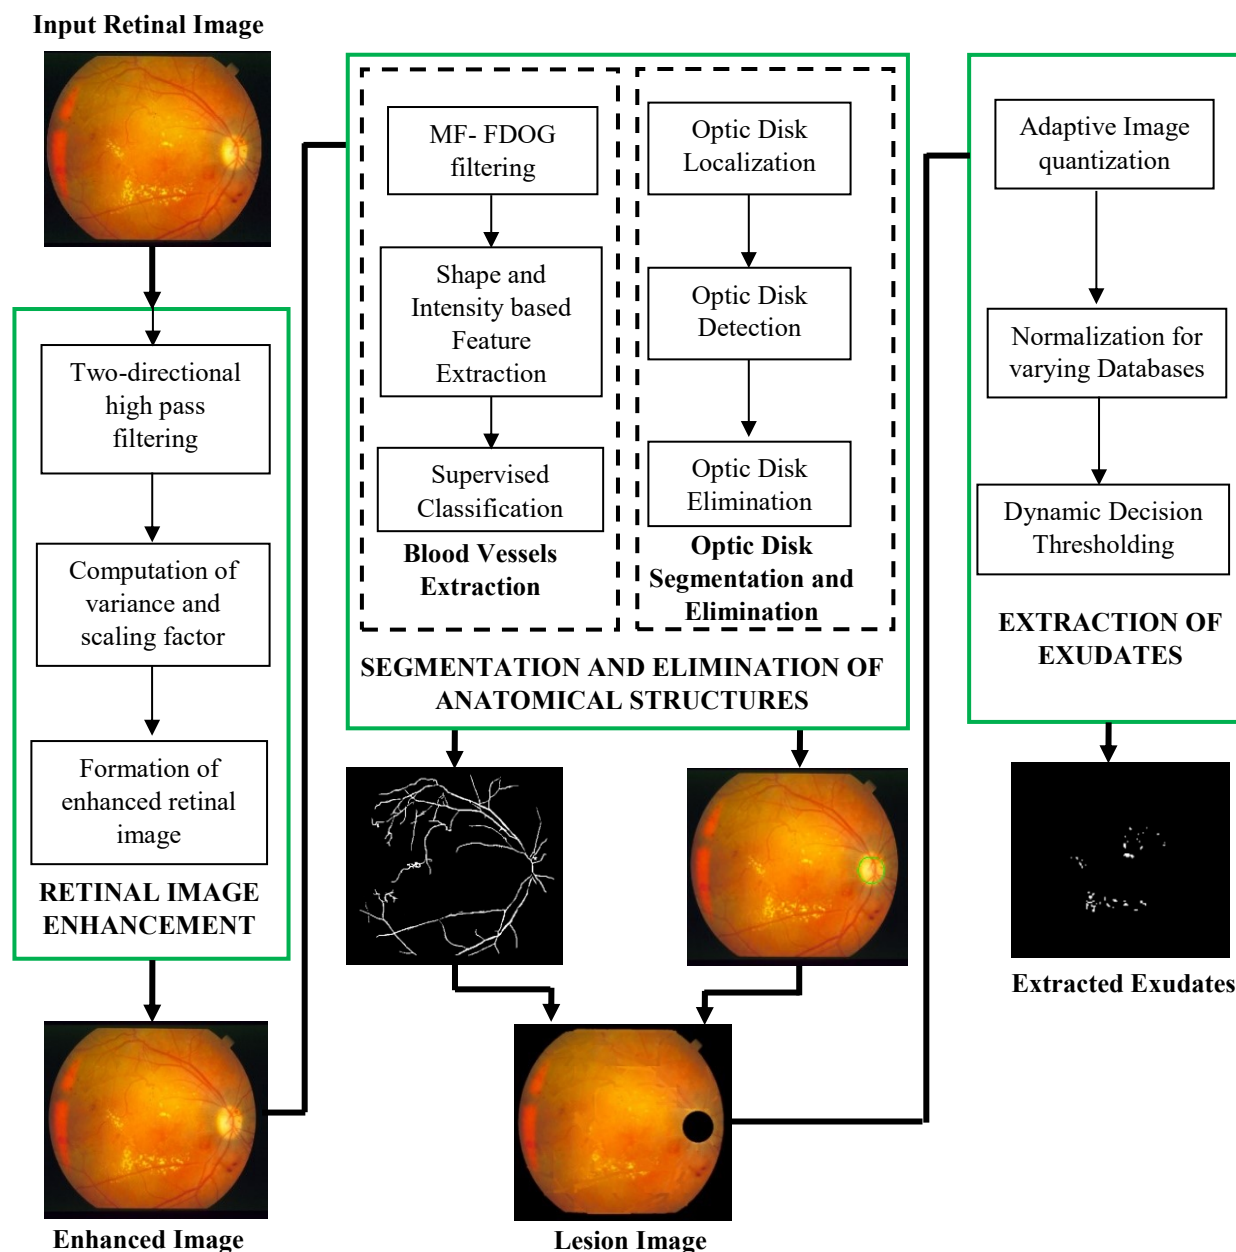 Input Retinal Image
Two-directional
high pass
filtering
Computation of
variance and
scaling factor
Formation of
enhanced retinal
image
RETINAL IMAGE
ENHANCEMENT
Enhanced Image
MF- FDOG
filtering
Shape and
Intensity based
Feature
Extraction
Supervised
Classification
Blood Vessels
Extraction
Optic Disk
Localization
Optic Disk
Detection
Optic Disk
Elimination
Optic Disk
Segmentation and
Elimination
SEGMENTATION AND ELIMINATION OF
ANATOMICAL STRUCTURES
Lesion Image
Adaptive Image
quantization
Normalization for
varying Databases
Dynamic Decision
Thresholding
EXTRACTION OF
EXUDATES
Extracted Exudates